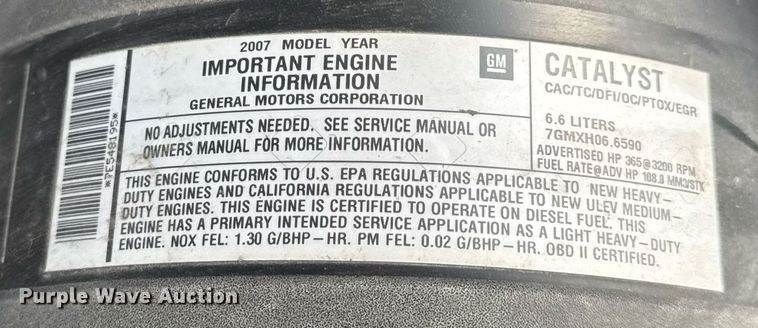 2007 MODEL YEAR
IMPORTANT ENGINE
INFORMATION
GENERAL MOTORS CORPORATION
GM
CATALYST
CAC/TC/DFI/OC/PTOX/EGR
NO ADJUSTMENTS NEEDED. SEE SERVICE MANUAL OR
OWNERS MANUAL FOR MORE INFORMATION.
6.6 LITERS
7GMXH06.6590
ADVERTISED HP 365@3200 RPM
FUEL RATE@ADV HP 108.0 MM3/STK
THIS ENGINE CONFORMS TO U.S. EPA REGULATIONS APPLICABLE TO NEW HEAVY-
DUTY ENGINES AND CALIFORNIA REGULATIONS APPLICABLE TO NEW ULEV MEDIUM-
DUTY ENGINES. THIS ENGINE IS CERTIFIED TO OPERATE ON DIESEL FUEL. THIS
ENGINE HAS A PRIMARY INTENDED SERVICE APPLICATION AS A LIGHT HEAVY-DUTY
ENGINE. NOX FEL: 1.30 G/BHP-HR. PM FEL: 0.02 G/BHP-HR. OBD II CERTIFIED.
*7E548195*
Purple Wave Auction